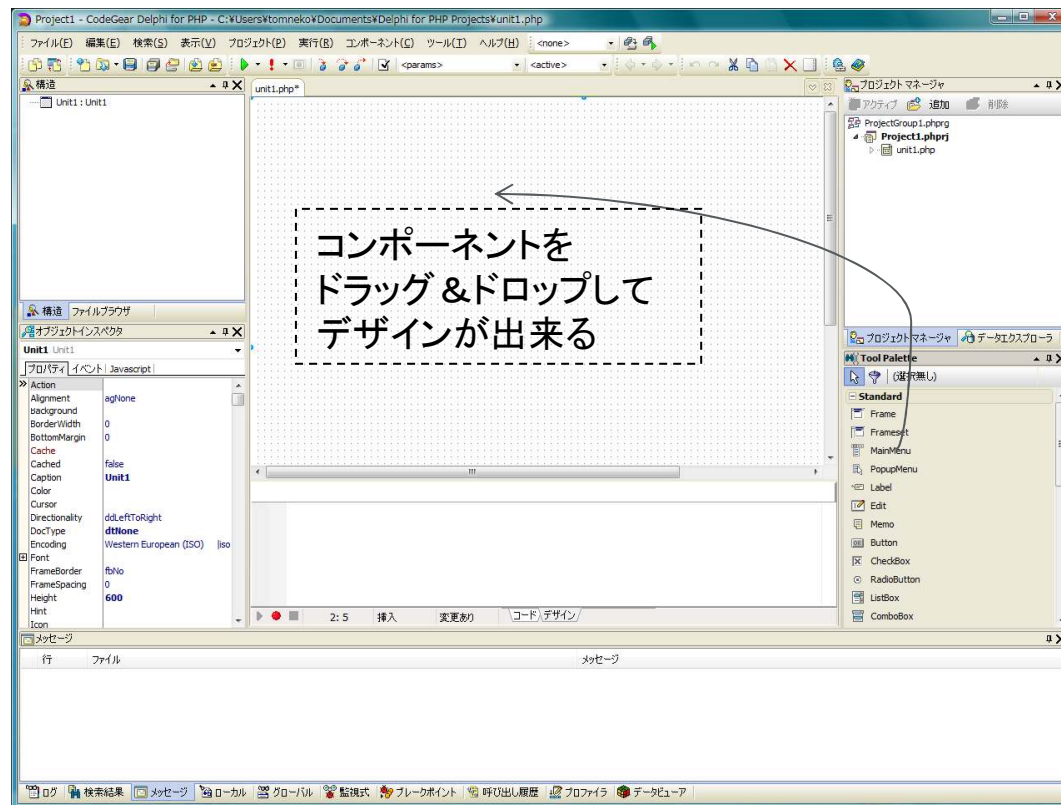 Project1 - CodeGear Delphi for PHP - C:¥Users¥tomneko¥Documents¥Delphi for PHP Projects¥unit1.php
ファイル(F) 編集(E) 検索(S) 表示(V) プロジェクト(P) 実行(R) コンポーネント(C) ツール(T) ヘルプ(H) <none>
<params> <active>
構造
Unit1 : Unit1
構造 ファイルブラウザ
オブジェクトインスペクタ
Unit1 Unit1
プロパティ イベント Javascript
Action
Alignment agNone
Background
BorderWidth 0
BottomMargin 0
Cache
Cached false
Caption Unit1
Color
Cursor
Directionality ddLeftToRight
DocType dtNone
Encoding Western European (ISO) |iso
Font
FrameBorder fbNo
FrameSpacing 0
Height 600
Hint
Icon
unit1.php*
コンポーネントを
ドラッグ&ドロップして
デザインが出来る
2: 5 挿入 変更あり コード デザイン
プロジェクト マネージャ
アクティブ 追加 削除
ProjectGroup1.phprg
Project1.phprj
unit1.php
プロジェクト マネージャ データエクスプローラ
Tool Palette
(選択無し)
Standard
Frame
Frameset
MainMenu
PopupMenu
Label
Edit
Memo
Button
CheckBox
RadioButton
ListBox
ComboBox
メッセージ
行 ファイル メッセージ
ログ 検索結果 メッセージ ローカル グローバル 監視式 ブレークポイント 呼び出し履歴 プロファイラ データビューア